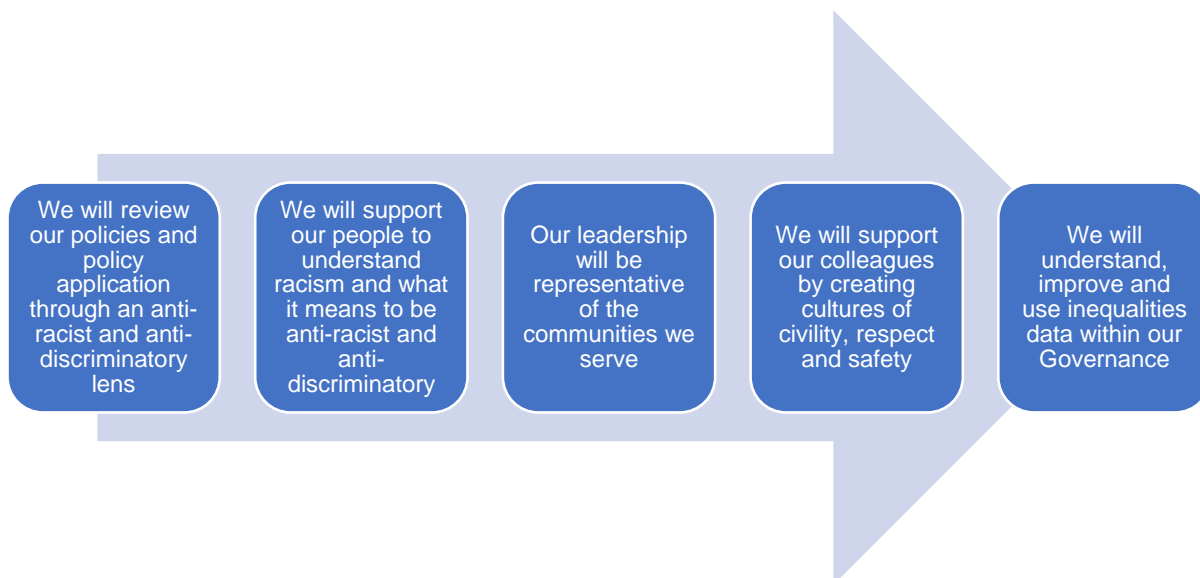 We will review
our policies and
policy
application
through an anti-
racist and anti-
discriminatory
lens
We will support
our people to
understand
racism and what
it means to be
anti-racist and
anti-
discriminatory
Our leadership
will be
representative
of the
communities we
serve
We will support
our colleagues
by creating
cultures of
civility, respect
and safety
We will
understand,
improve and
use inequalities
data within our
Governance